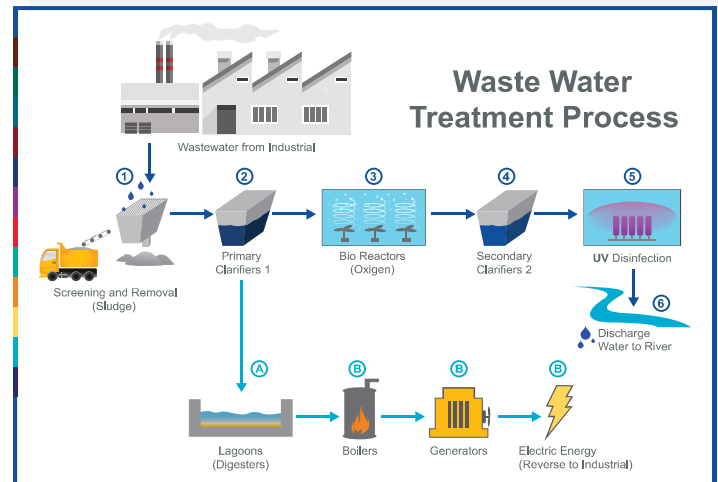 Waste Water
Treatment Process
Wastewater from Industrial
1
2
3
4
5
Screening and Removal
(Sludge)
Primary
Clarifiers 1
Bio Reactors
(Oxigen)
Secondary
Clarifiers 2
UV Disinfection
6
Discharge
Water to River
A
B
B
B
Lagoons
(Digesters)
Boilers
Generators
Electric Energy
(Reverse to Industrial)